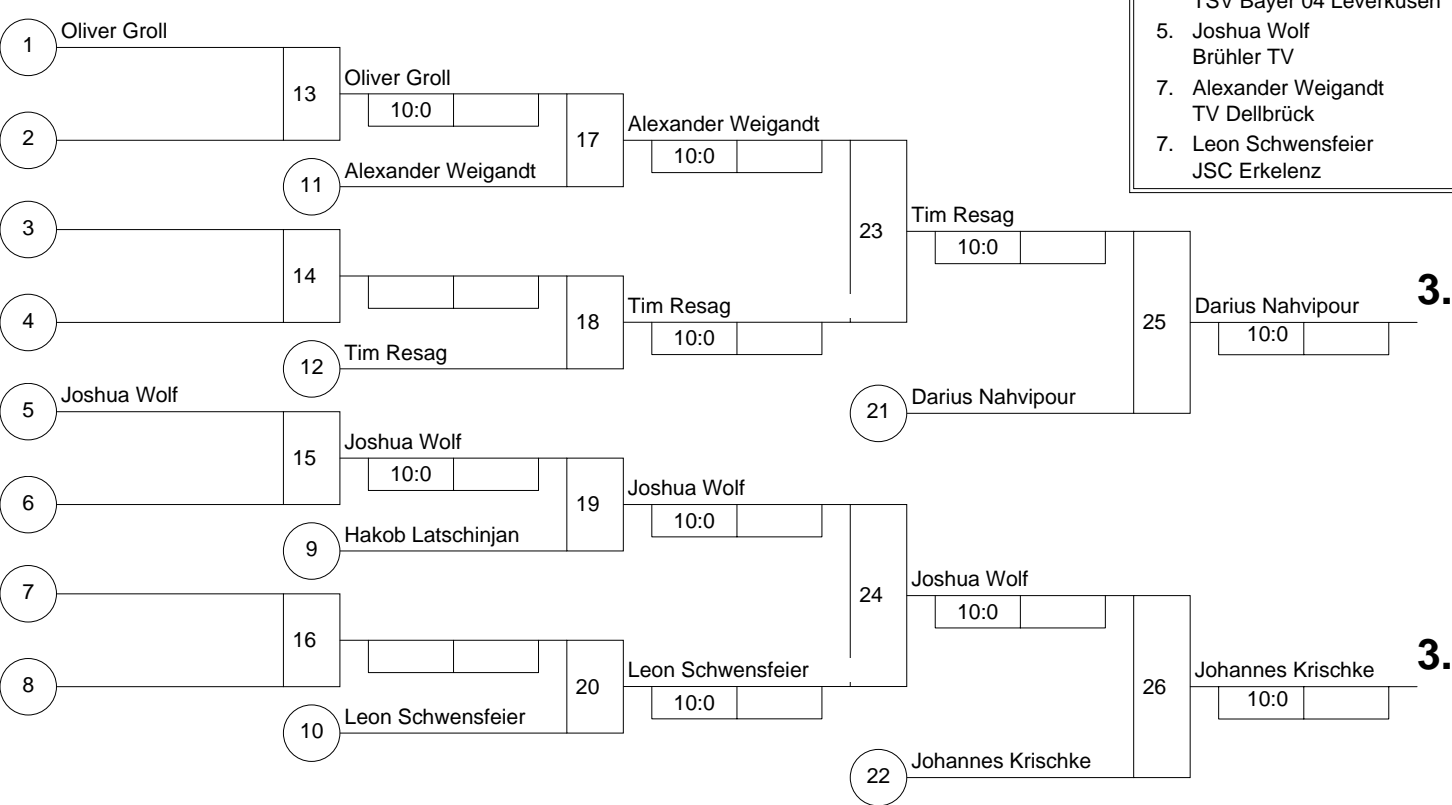 TSV Bayer 04 Leverkusen
5. Joshua Wolf
Brühler TV
7. Alexander Weigandt
TV Dellbrück
7. Leon Schwensfeier
JSC Erkelenz
1 Oliver Groll
13
Oliver Groll
10:0
2
17
Alexander Weigandt
10:0
11 Alexander Weigandt
3
23
Tim Resag
10:0
14
4
18
Tim Resag
10:0
12 Tim Resag
25
Darius Nahvipour
10:0
3.
5 Joshua Wolf
21 Darius Nahvipour
15
Joshua Wolf
10:0
6
19
Joshua Wolf
10:0
9 Hakob Latschinjan
7
24
Joshua Wolf
10:0
16
8
20
Leon Schwensfeier
10:0
10 Leon Schwensfeier
26
Johannes Krischke
10:0
3.
22 Johannes Krischke